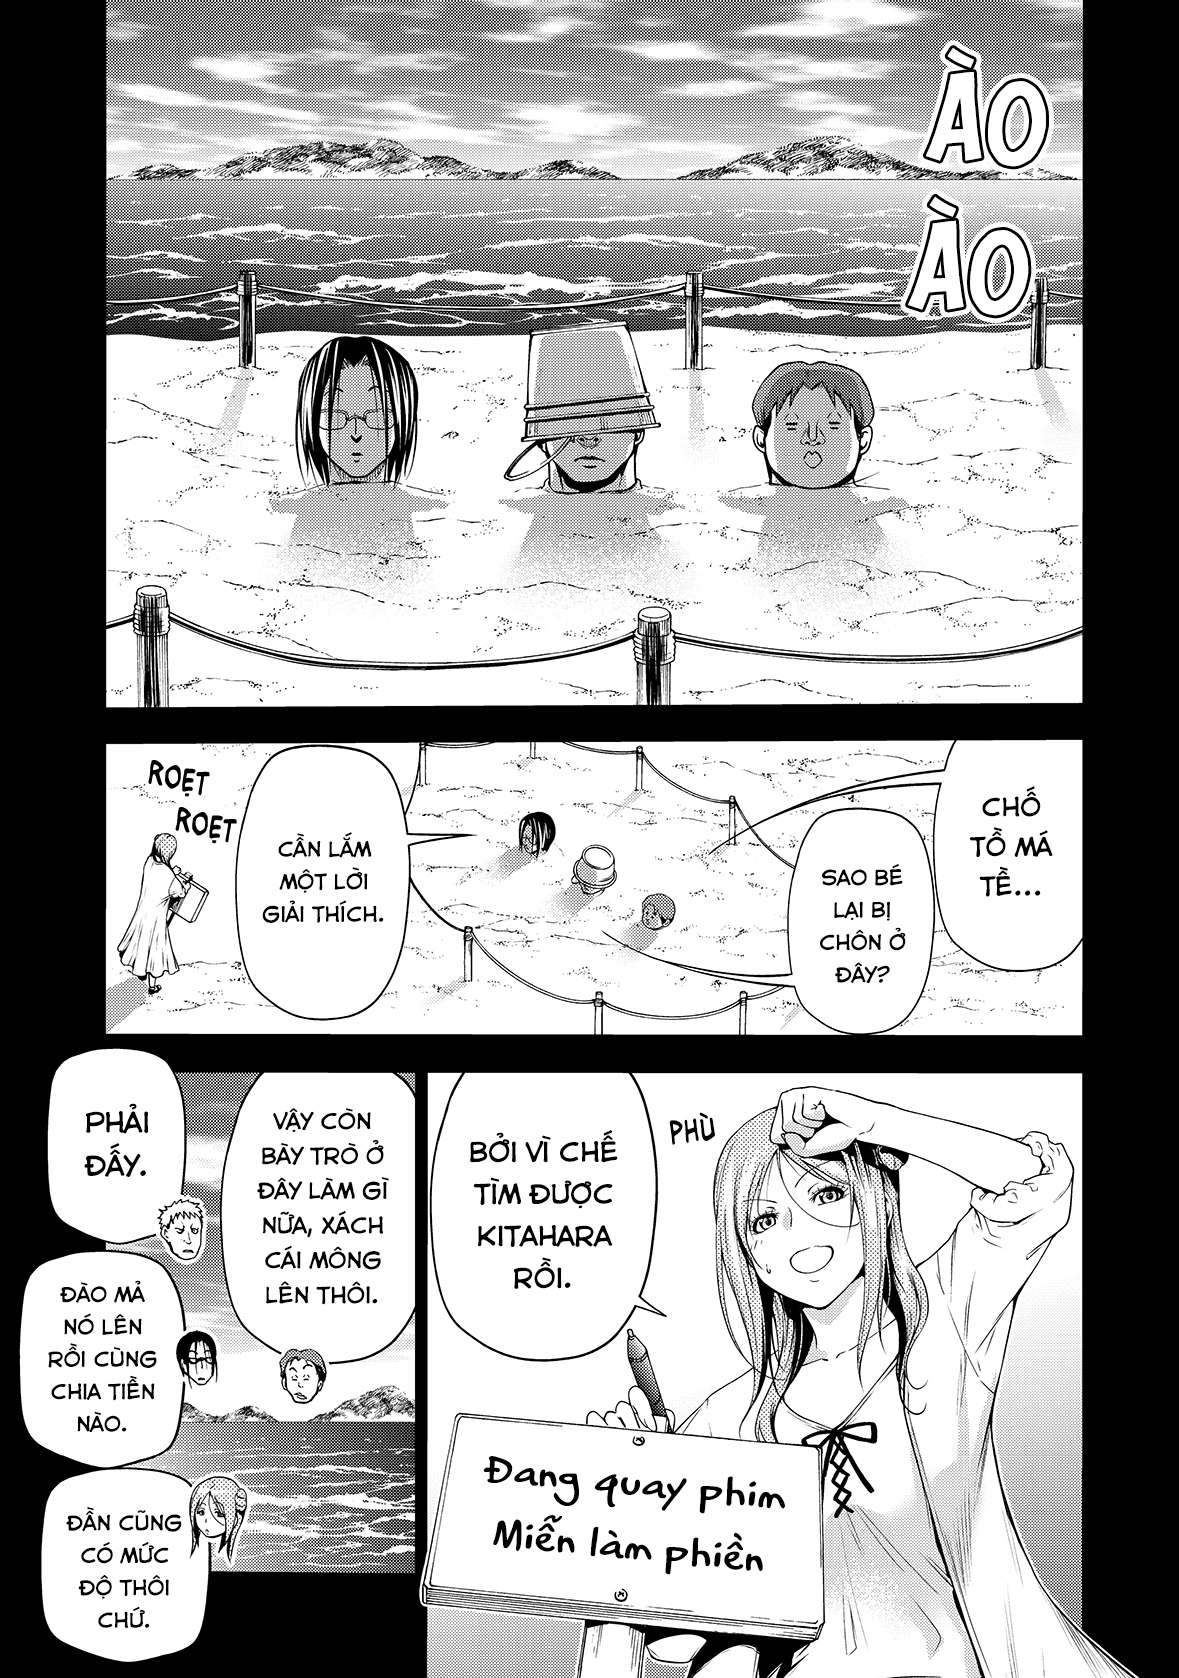 ÀO
ÀO
CHỐ
TỒ MÁ
TỀ...
SAO BÉ
LẠI BỊ
CHÔN Ở
ĐÂY?
CẦN LẮM
MỘT LỜI
GIẢI THÍCH.
ROẸT
ROẸT
PHÙ
BỞI VÌ CHẾ
TÌM ĐƯỢC
KITAHARA
RỒI.
Đang quay phim
Miễn làm phiền
VẬY CÒN
BÀY TRÒ Ở
ĐÂY LÀM GÌ
NỮA, XÁCH
CÁI MÔNG
LÊN THÔI.
PHẢI
ĐẤY.
ĐÀO MẢ
NÓ LÊN
RỒI CÙNG
CHIA TIỀN
NÀO.
ĐẦN CŨNG
CÓ MỨC
ĐỘ THÔI
CHỨ.